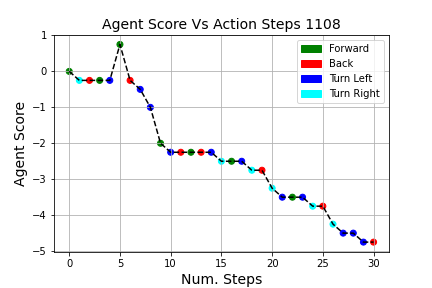 Agent Score Vs Action Steps 1108
Forward
Back
Turn Left
Turn Right
1
0
−1
−2
−3
−4
−5
Agent Score
0 5 10 15 20 25 30
Num. Steps